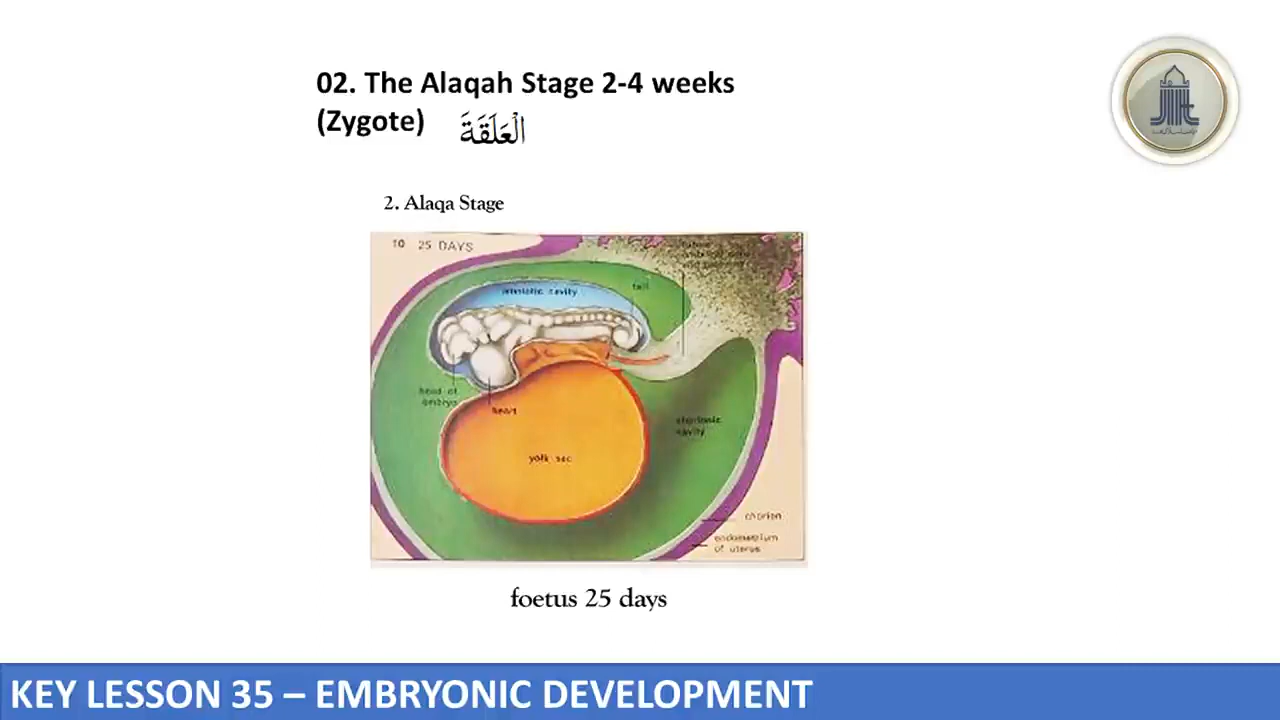 02. The Alaqah Stage 2-4 weeks
(Zygote) الْعَلَقَةَ
2. Alaqa Stage
10 25 DAYS
amniotic cavity
tail
head of
embryo
heart
chorionic
cavity
yolk sac
chorion
endometrium
of uterus
foetus 25 days
KEY LESSON 35 – EMBRYONIC DEVELOPMENT